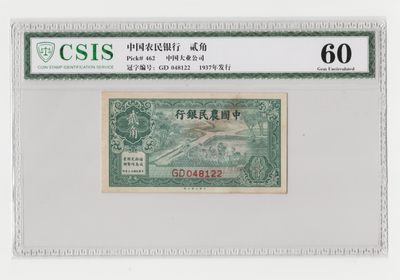 CSIS
COIN STAMP IDENTIFICATION SERVICE
中国农民银行 贰角
Pick# 462 中国大业公司
冠字编号: GD 048122 1937年发行
60
Gem Uncirculated
行銀民農國中
貳角
GD048122